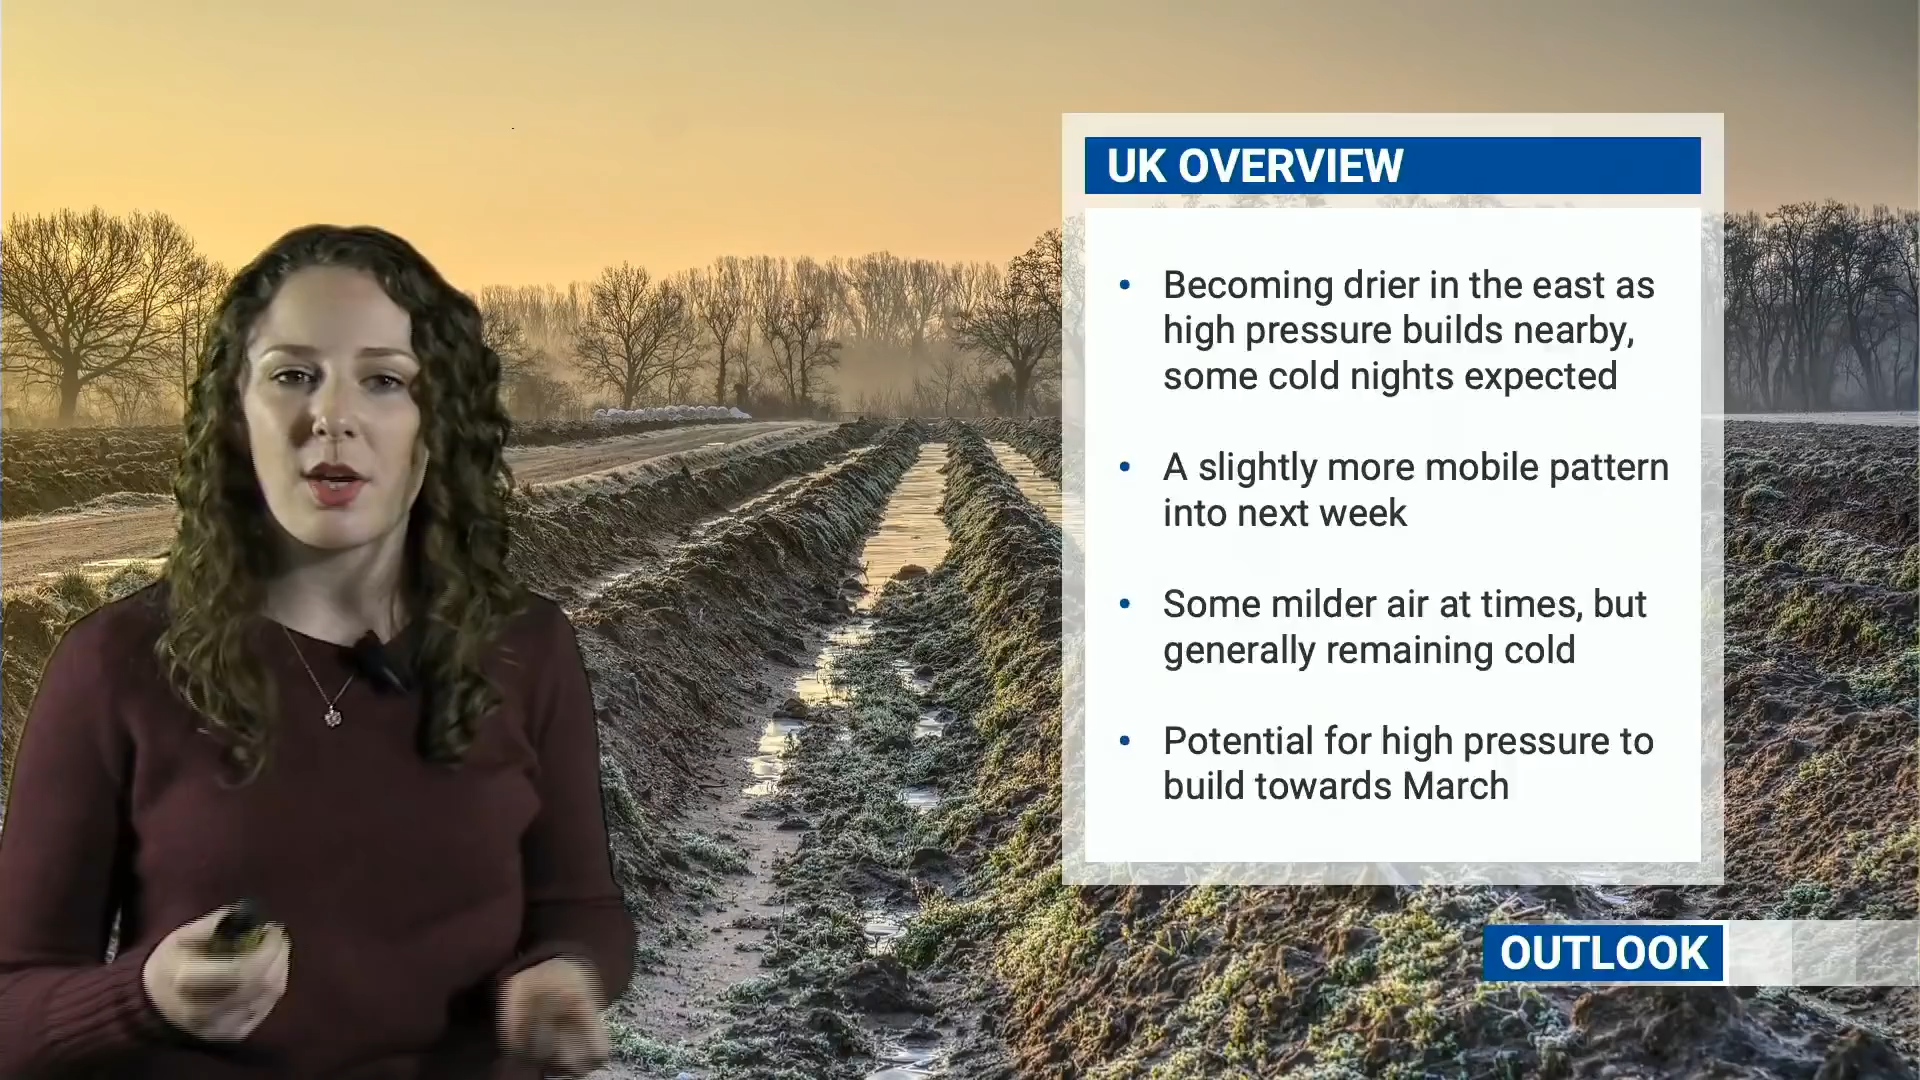 UK OVERVIEW
• Becoming drier in the east as
high pressure builds nearby,
some cold nights expected
• A slightly more mobile pattern
into next week
• Some milder air at times, but
generally remaining cold
• Potential for high pressure to
build towards March
OUTLOOK